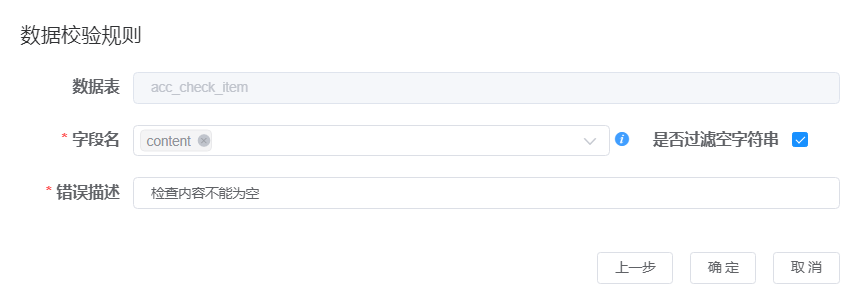 数据校验规则
数据表 acc_check_item
* 字段名 content 是否过滤空字符串
* 错误描述 检查内容不能为空
上一步 确 定 取 消